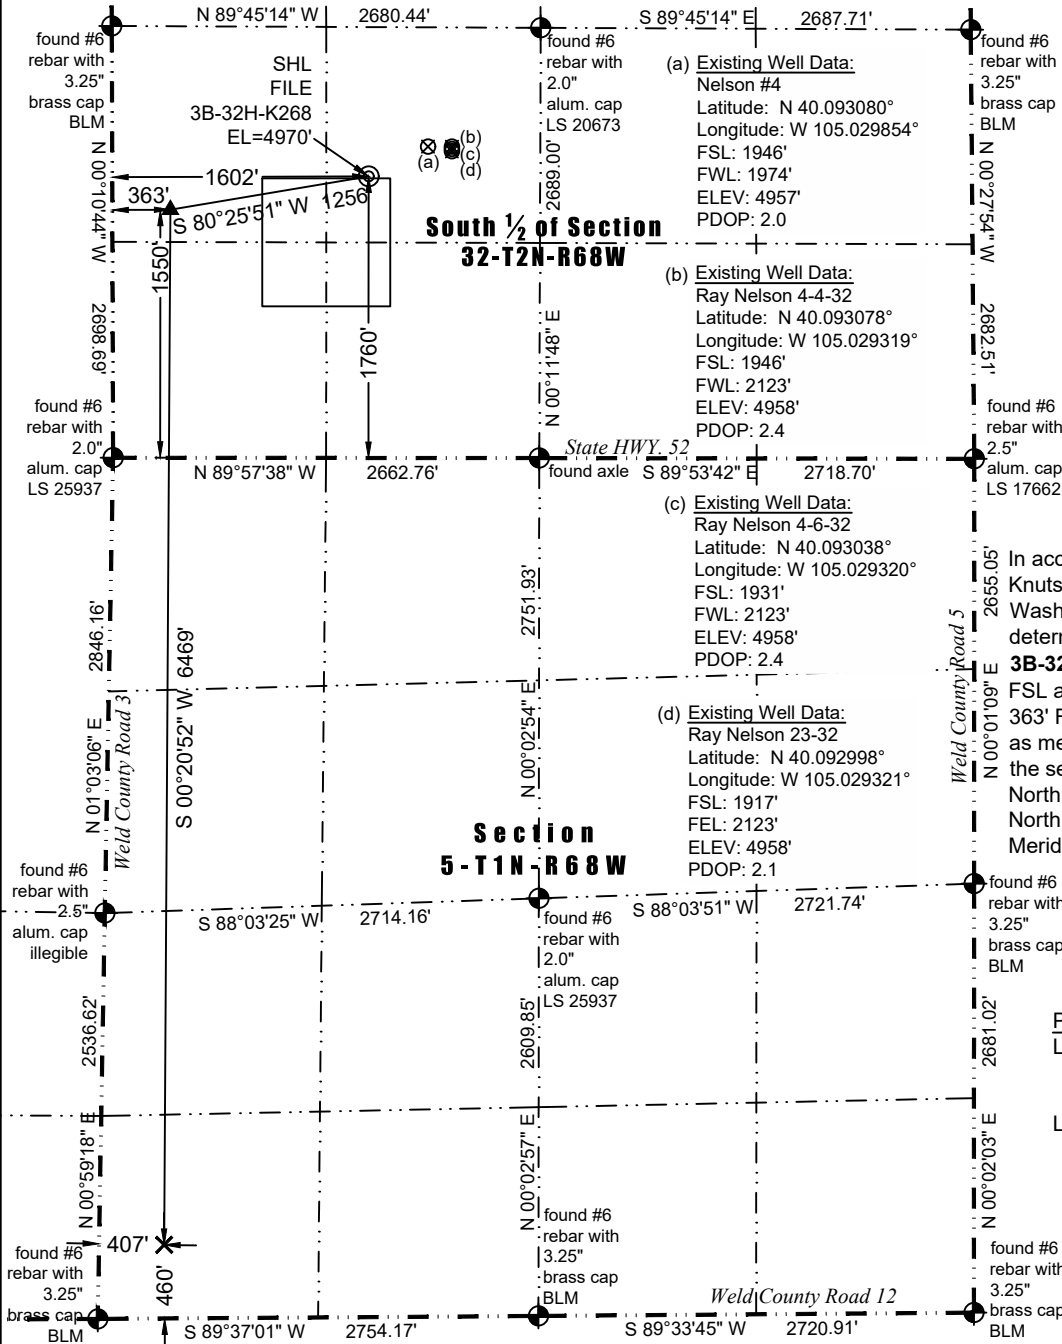 N 89°45'14" W 2680.44'
S 89°45'14" E 2687.71'
found #6
rebar with
3.25"
brass cap
BLM
SHL
FILE
3B-32H-K268
EL=4970'
found #6
rebar with
2.0"
alum. cap
LS 20673
(a) Existing Well Data:
Nelson #4
Latitude: N 40.093080°
Longitude: W 105.029854°
FSL: 1946'
FWL: 1974'
ELEV: 4957'
PDOP: 2.0
found #6
rebar with
3.25"
brass cap
BLM
(a)
(b)
(c)
(d)
N 00°10'44" W
2698.69'
1602'
363'
S 80°25'51" W 1256'
1550'
1760'
2689.00'
N 00°11'48" E
South ½ of Section
32-T2N-R68W
N 00°27'54" W
2682.51'
(b) Existing Well Data:
Ray Nelson 4-4-32
Latitude: N 40.093078°
Longitude: W 105.029319°
FSL: 1946'
FWL: 2123'
ELEV: 4958'
PDOP: 2.4
found #6
rebar with
2.0"
alum. cap
LS 25937
N 89°57'38" W 2662.76'
State HWY. 52
found axle
S 89°53'42" E 2718.70'
found #6
rebar with
2.5"
alum. cap
LS 17662
(c) Existing Well Data:
Ray Nelson 4-6-32
Latitude: N 40.093038°
Longitude: W 105.029320°
FSL: 1931'
FWL: 2123'
ELEV: 4958'
PDOP: 2.4
2846.16'
N 01°03'06" E
Weld County Road 3
S 00°20'52" W 6469'
2751.93'
N 00°02'54" E
2655.05'
N 00°01'09" E
Weld County Road 5
In acc
Knuts
Wash
deterr
3B-32
FSL a
363' F
as me
the se
North
North
Merid
(d) Existing Well Data:
Ray Nelson 23-32
Latitude: N 40.092998°
Longitude: W 105.029321°
FSL: 1917'
FEL: 2123'
ELEV: 4958'
PDOP: 2.1
Section
5-T1N-R68W
found #6
rebar with
2.5"
alum. cap
illegible
S 88°03'25" W 2714.16'
found #6
rebar with
2.0"
alum. cap
LS 25937
S 88°03'51" W 2721.74'
found #6
rebar with
3.25"
brass cap
BLM
2536.62'
N 00°59'18" E
2609.85'
N 00°02'57" E
2681.02'
N 00°02'03" E
L
407'
460'
found #6
rebar with
3.25"
brass cap
BLM
found #6
rebar with
3.25"
brass cap
BLM
Weld County Road 12
found #6
rebar with
3.25"
brass cap
BLM
S 89°37'01" W 2754.17'
S 89°33'45" W 2720.91'